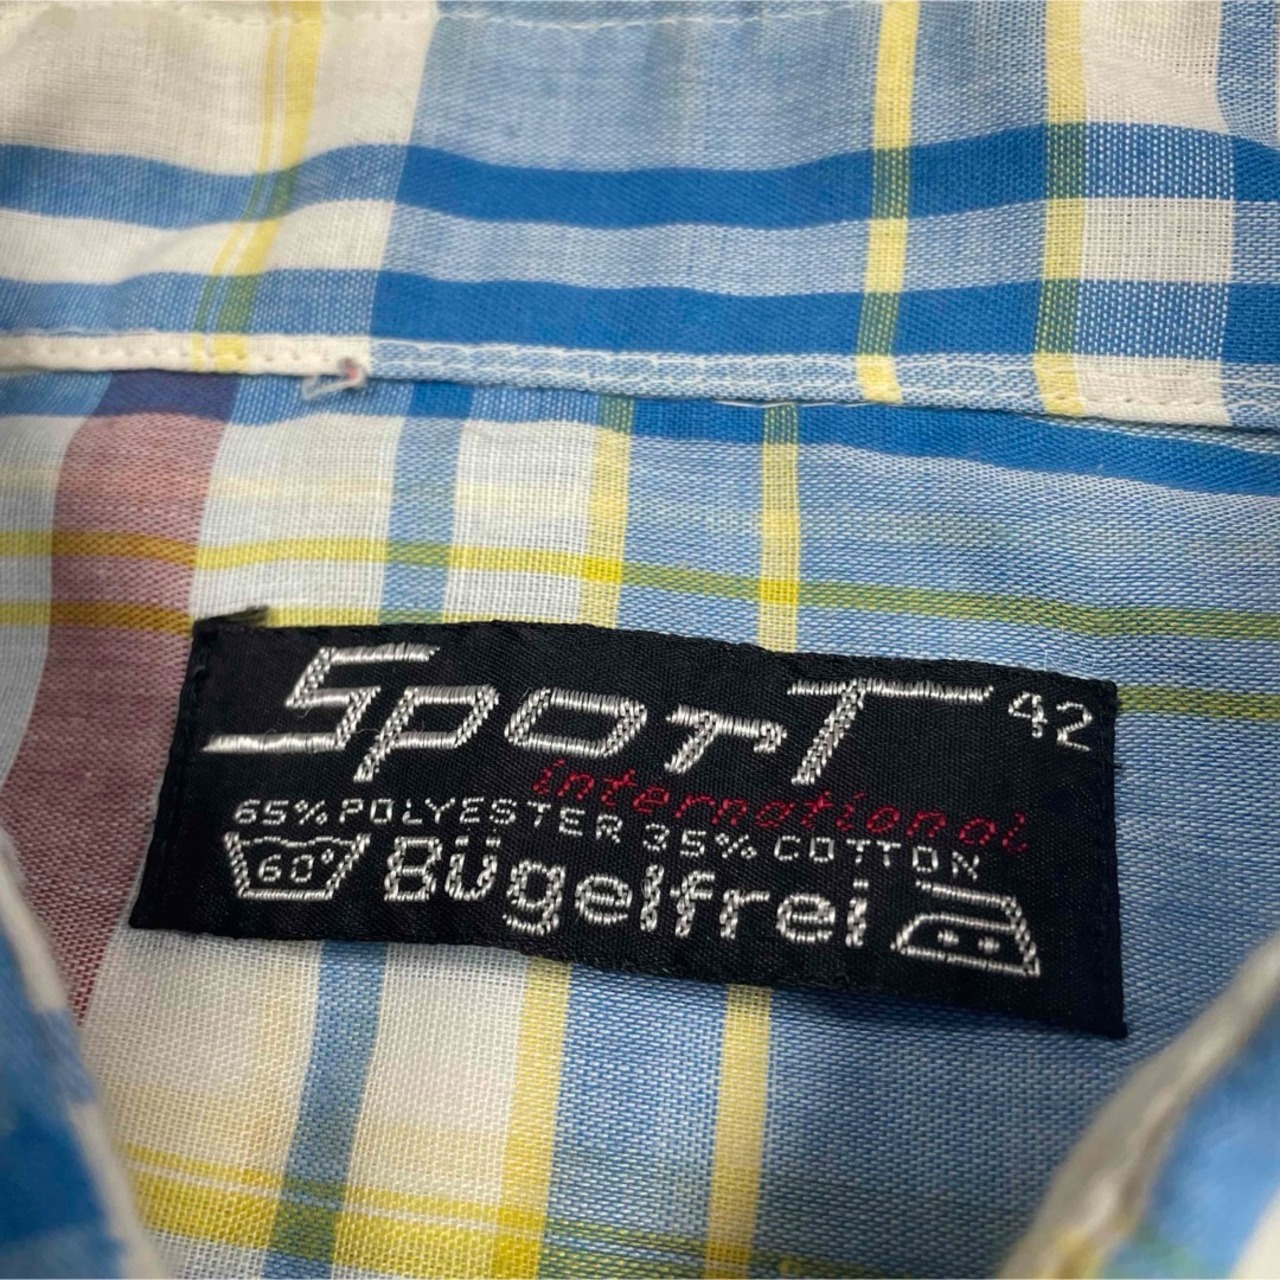 Sport 42
international
65% POLYESTER 35% COTTON
60° Bügelfrei